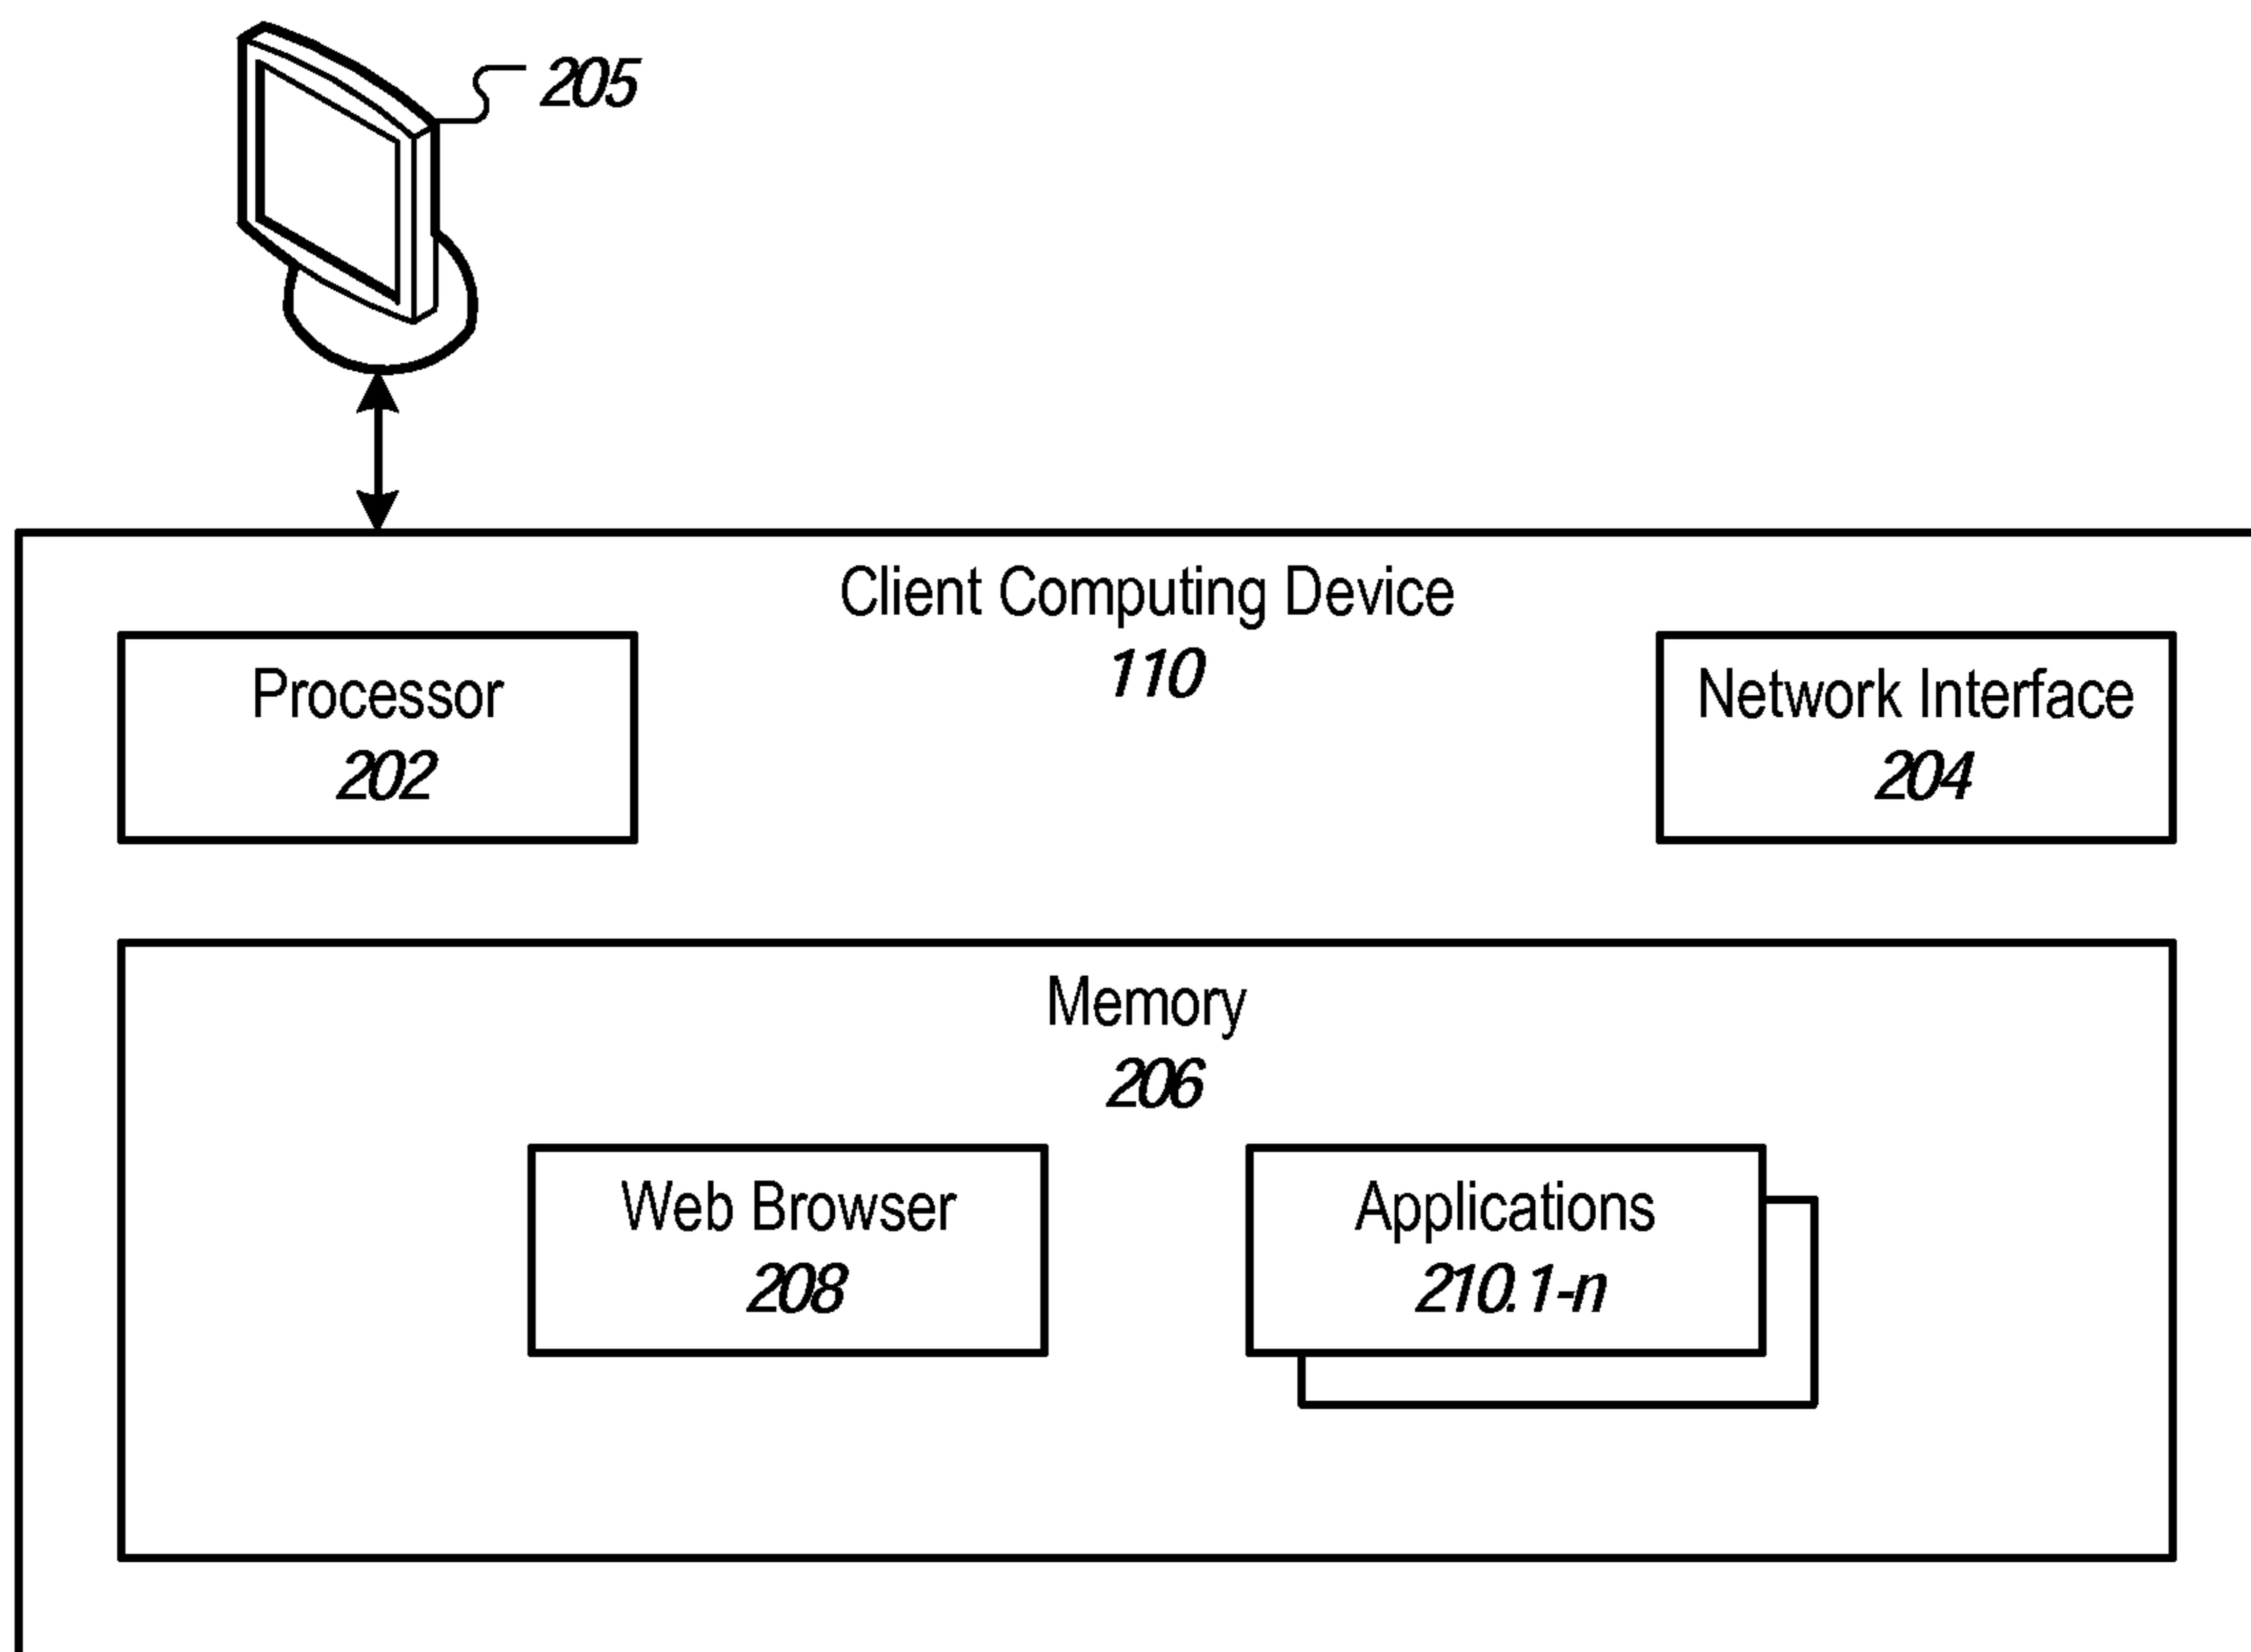 205
Client Computing Device
110
Processor
202
Network Interface
204
Memory
206
Web Browser
208
Applications
210.1-n